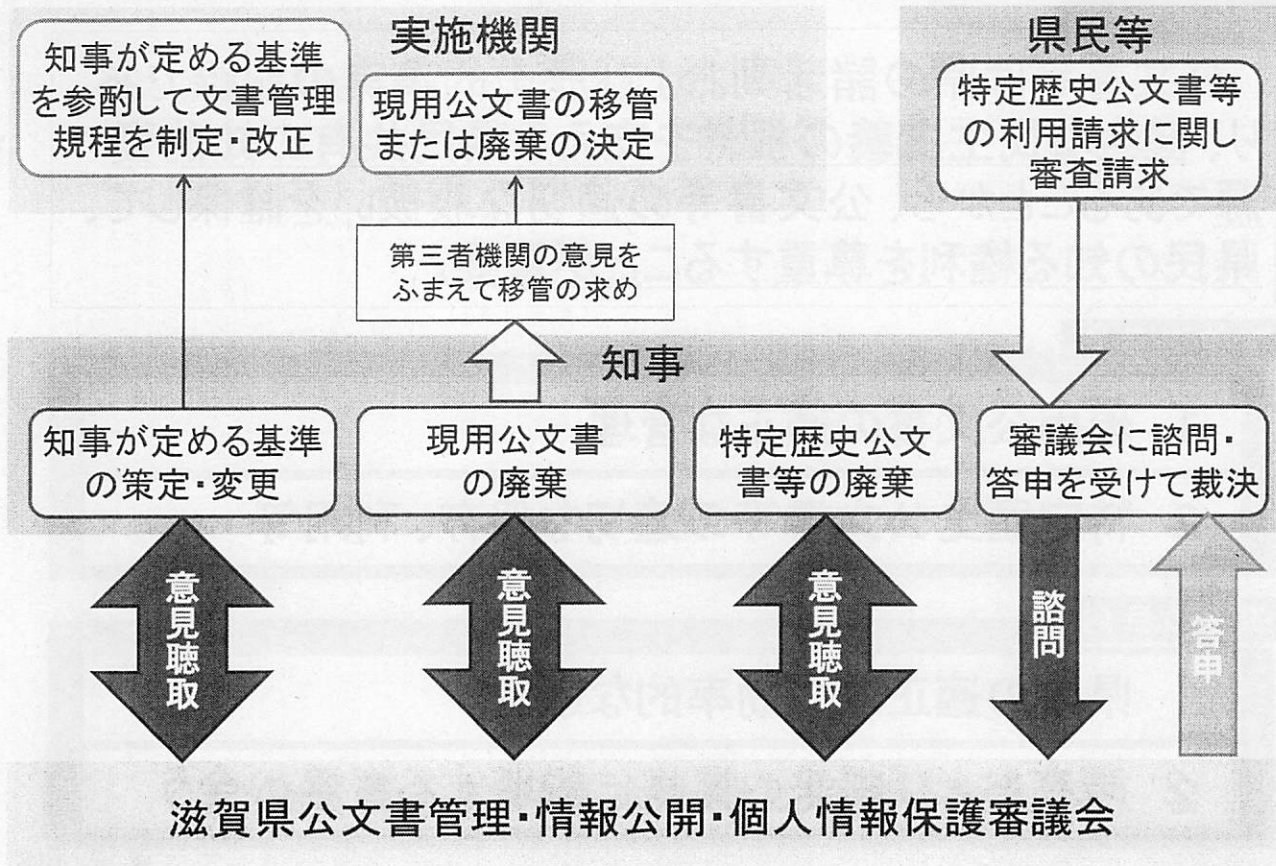 実施機関
県民等
知事が定める基準
を参酌して文書管理
規程を制定・改正
現用公文書の移管
または廃棄の決定
特定歴史公文書等
の利用請求に関し
審査請求
第三者機関の意見を
ふまえて移管の求め
知事
知事が定める基準
の策定・変更
現用公文書
の廃棄
特定歴史公文
書等の廃棄
審議会に諮問・
答申を受けて裁決
意見聴取
意見聴取
意見聴取
諮問
答申
滋賀県公文書管理・情報公開・個人情報保護審議会